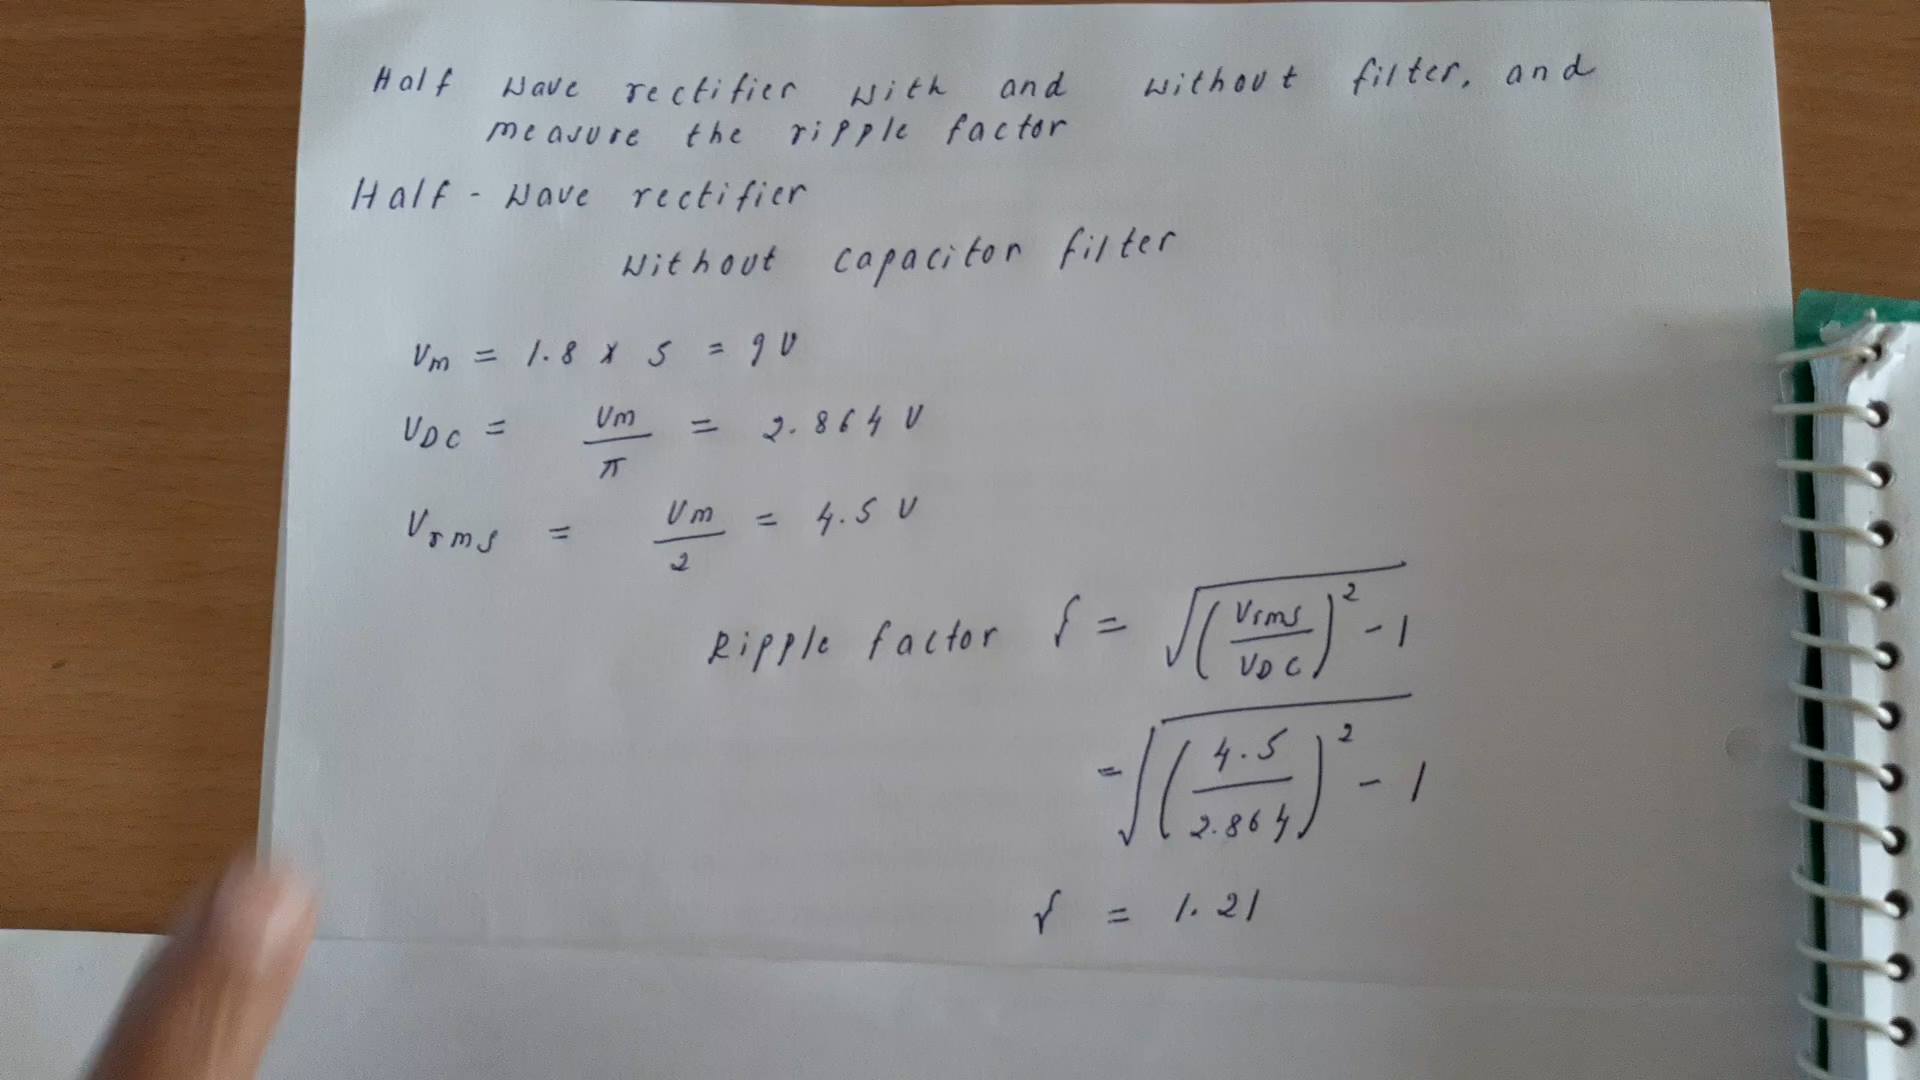 Half wave rectifier with and without filter, and
measure the ripple factor
Half - wave rectifier
without capacitor filter
Vm = 1.8 x 5 = 9V
VDC = Vm/π = 2.864 V
Vrms = Vm/2 = 4.5 V
Ripple factor r = √(Vrms/VDC)² - 1
= √(4.5/2.864)² - 1
r = 1.21